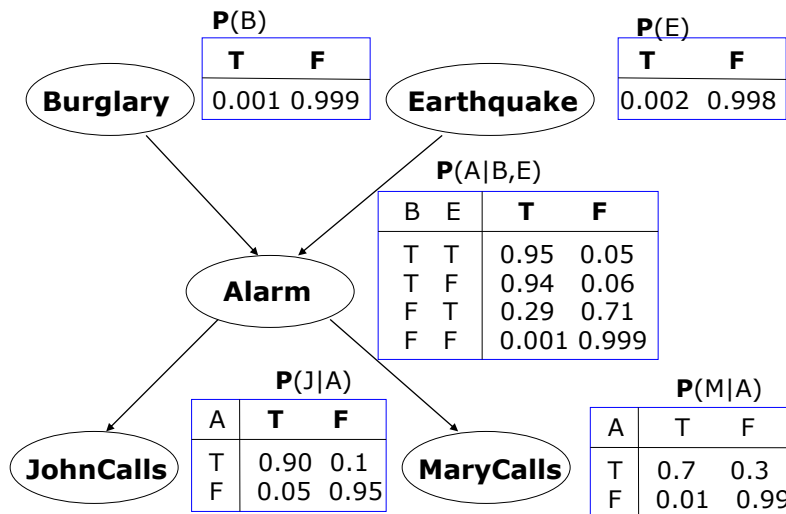 P(B)
T F
Burglary
0.001 0.999
P(E)
T F
Earthquake
0.002 0.998
P(A|B,E)
B E T F
T T 0.95 0.05
T F 0.94 0.06
F T 0.29 0.71
F F 0.001 0.999
Alarm
P(J|A)
A T F
T 0.90 0.1
F 0.05 0.95
JohnCalls
P(M|A)
A T F
T 0.7 0.3
F 0.01 0.99
MaryCalls